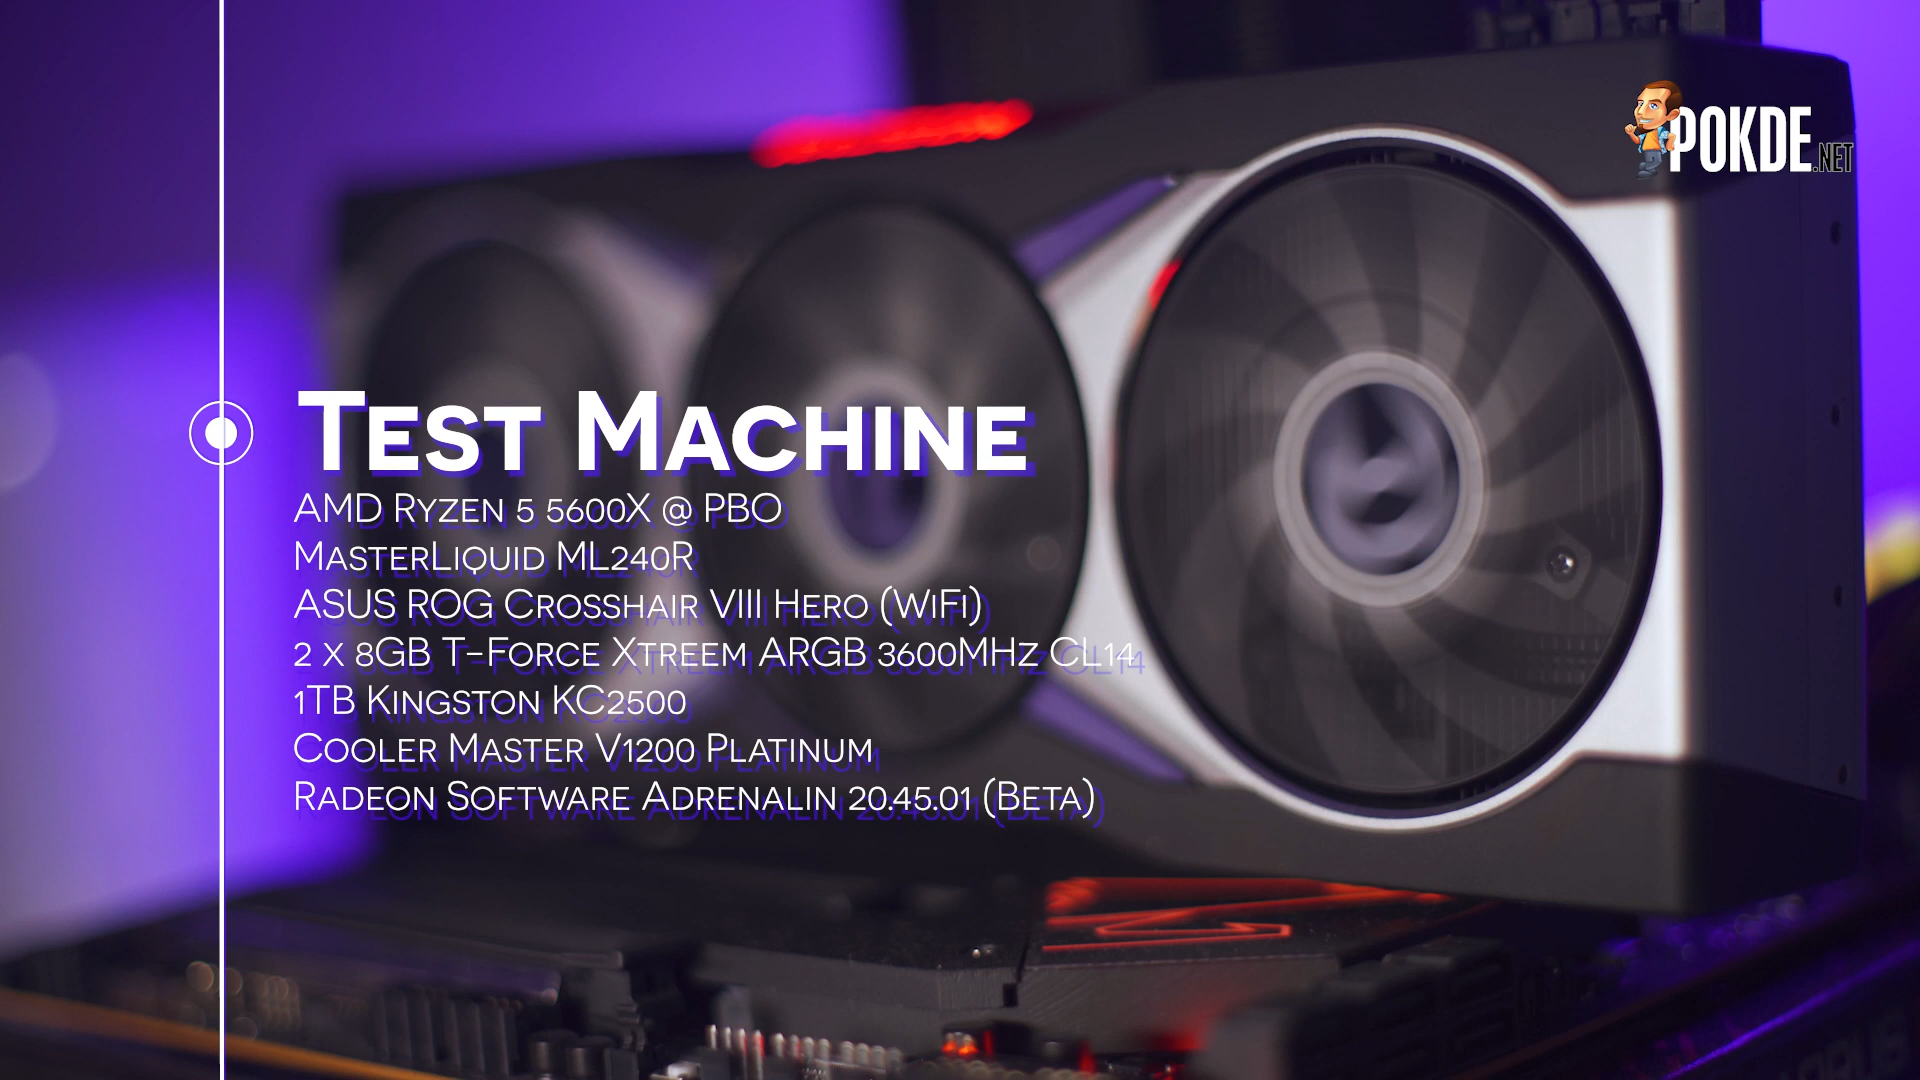 POKDE.NET
Test Machine
AMD Ryzen 5 5600X @ PBO
MasterLiquid ML240R
ASUS ROG Crosshair VIII Hero (WiFi)
2 x 8GB T-Force Xtreem ARGB 3600MHz CL14
1TB Kingston KC2500
Cooler Master V1200 Platinum
Radeon Software Adrenalin 20.45.01 (Beta)